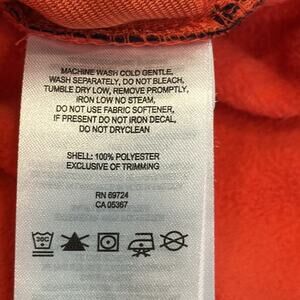 MACHINE WASH COLD GENTLE,
WASH SEPARATELY, DO NOT BLEACH,
TUMBLE DRY LOW, REMOVE PROMPTLY,
IRON LOW NO STEAM,
DO NOT USE FABRIC SOFTENER,
IF PRESENT DO NOT IRON DECAL,
DO NOT DRYCLEAN
SHELL: 100% POLYESTER
EXCLUSIVE OF TRIMMING
RN 69724
CA 05367
30C